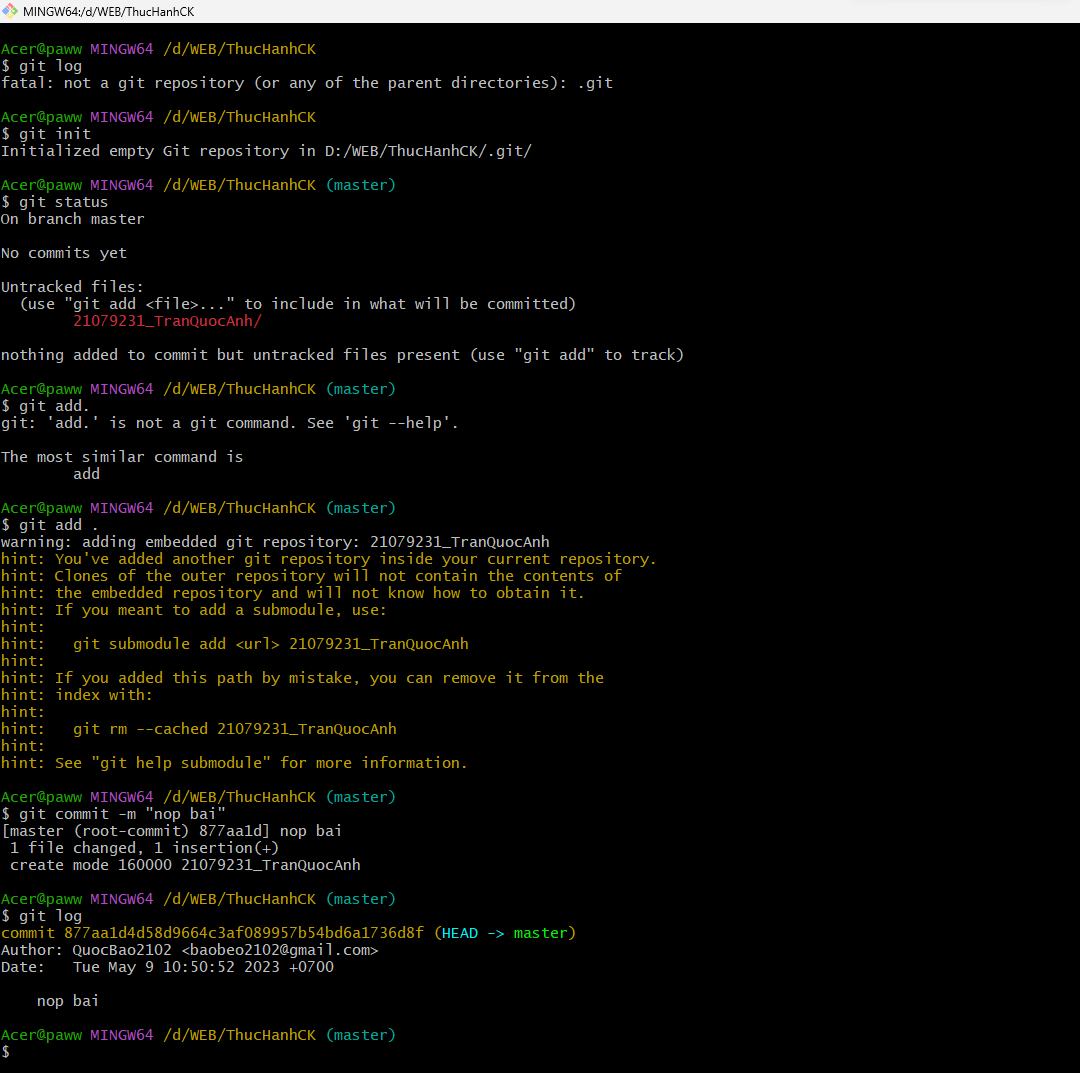 MINGW64:/d/WEB/ThucHanhCK
Acer@paww MINGW64 /d/WEB/ThucHanhCK
$ git log
fatal: not a git repository (or any of the parent directories): .git
Acer@paww MINGW64 /d/WEB/ThucHanhCK
$ git init
Initialized empty Git repository in D:/WEB/ThucHanhCK/.git/
Acer@paww MINGW64 /d/WEB/ThucHanhCK (master)
$ git status
On branch master
No commits yet
Untracked files:
  (use "git add <file>..." to include in what will be committed)
        21079231_TranQuocAnh/
nothing added to commit but untracked files present (use "git add" to track)
Acer@paww MINGW64 /d/WEB/ThucHanhCK (master)
$ git add.
git: 'add.' is not a git command. See 'git --help'.
The most similar command is
        add
Acer@paww MINGW64 /d/WEB/ThucHanhCK (master)
$ git add .
warning: adding embedded git repository: 21079231_TranQuocAnh
hint: You've added another git repository inside your current repository.
hint: Clones of the outer repository will not contain the contents of
hint: the embedded repository and will not know how to obtain it.
hint: If you meant to add a submodule, use:
hint:
hint:   git submodule add <url> 21079231_TranQuocAnh
hint:
hint: If you added this path by mistake, you can remove it from the
hint: index with:
hint:
hint:   git rm --cached 21079231_TranQuocAnh
hint:
hint: See "git help submodule" for more information.
Acer@paww MINGW64 /d/WEB/ThucHanhCK (master)
$ git commit -m "nop bai"
[master (root-commit) 877aa1d] nop bai
 1 file changed, 1 insertion(+)
 create mode 160000 21079231_TranQuocAnh
Acer@paww MINGW64 /d/WEB/ThucHanhCK (master)
$ git log
commit 877aa1d4d58d9664c3af089957b54bd6a1736d8f (HEAD -> master)
Author: QuocBao2102 <baobeo2102@gmail.com>
Date:   Tue May 9 10:50:52 2023 +0700
    nop bai
Acer@paww MINGW64 /d/WEB/ThucHanhCK (master)
$